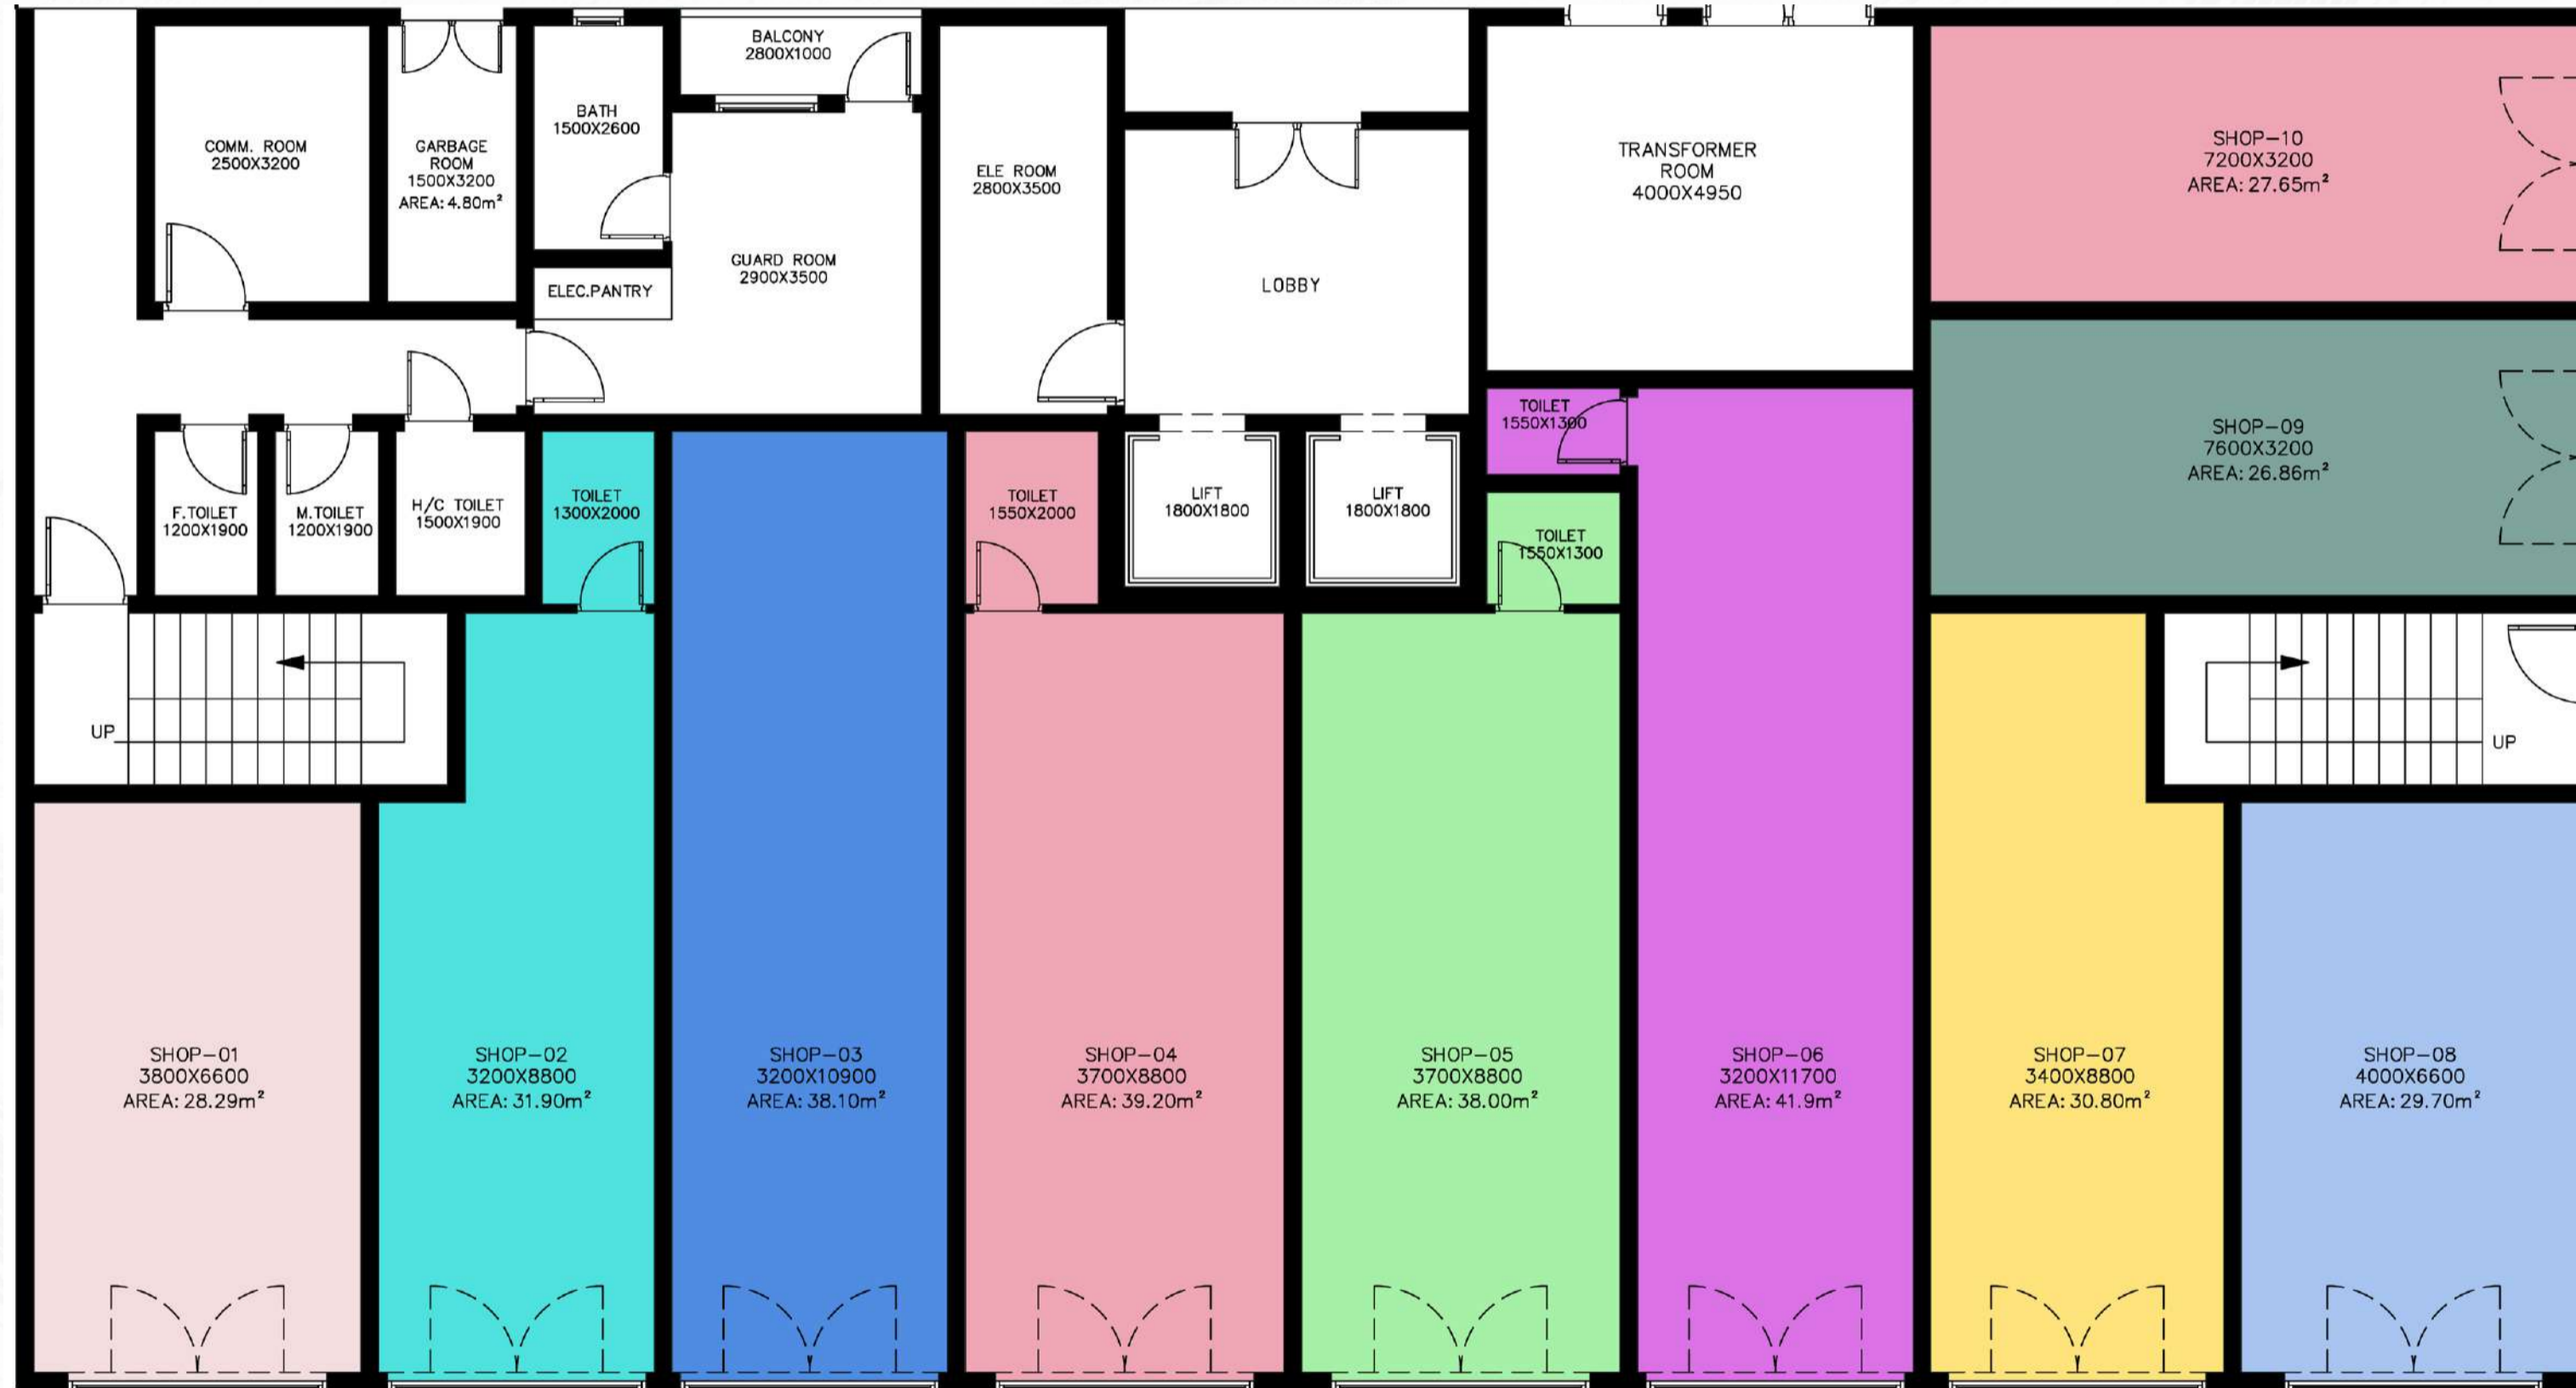 BALCONY
2800X1000
COMM. ROOM
2500X3200
GARBAGE
ROOM
1500X3200
AREA: 4.80m²
BATH
1500X2600
GUARD ROOM
2900X3500
ELEC.PANTRY
ELE ROOM
2800X3500
LOBBY
TRANSFORMER
ROOM
4000X4950
SHOP-10
7200X3200
AREA: 27.65m²
SHOP-09
7600X3200
AREA: 26.86m²
F.TOILET
1200X1900
M.TOILET
1200X1900
H/C TOILET
1500X1900
TOILET
1300X2000
TOILET
1550X2000
LIFT
1800X1800
LIFT
1800X1800
TOILET
1550X1300
TOILET
1550X1300
UP
UP
SHOP-01
3800X6600
AREA: 28.29m²
SHOP-02
3200X8800
AREA: 31.90m²
SHOP-03
3200X10900
AREA: 38.10m²
SHOP-04
3700X8800
AREA: 39.20m²
SHOP-05
3700X8800
AREA: 38.00m²
SHOP-06
3200X11700
AREA: 41.9m²
SHOP-07
3400X8800
AREA: 30.80m²
SHOP-08
4000X6600
AREA: 29.70m²